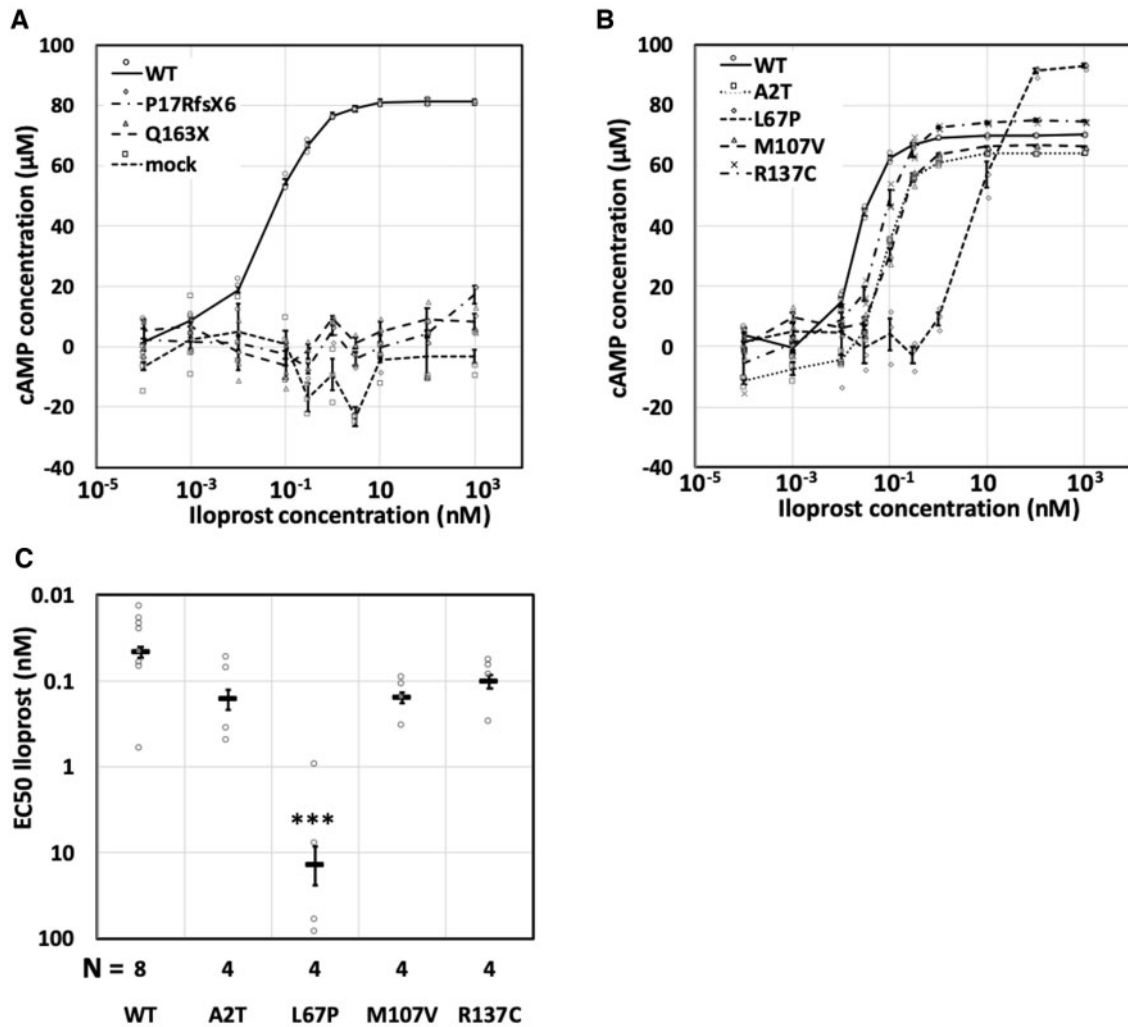 A
100
80
60
40
20
0
-20
-40
cAMP concentration (µM)
WT
P17RfsX6
Q163X
mock
10⁻⁵ 10⁻³ 10⁻¹ 10 10³
Iloprost concentration (nM)
B
100
80
60
40
20
0
-20
-40
cAMP concentration (µM)
WT
A2T
L67P
M107V
R137C
10⁻⁵ 10⁻³ 10⁻¹ 10 10³
Iloprost concentration (nM)
C
0.01
0.1
1
10
100
EC50 Iloprost (nM)
***
N = 8 4 4 4 4
WT A2T L67P M107V R137C